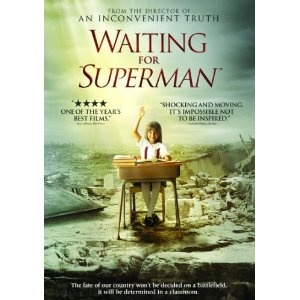 FROM THE DIRECTOR OF
AN INCONVENIENT TRUTH
WAITING
FOR
"SUPERMAN"
"★★★★
ONE OF THE YEAR'S
BEST FILMS."
"SHOCKING AND MOVING.
IT'S IMPOSSIBLE NOT
TO BE INSPIRED."
The fate of our country won't be decided on a battlefield,
it will be determined in a classroom.